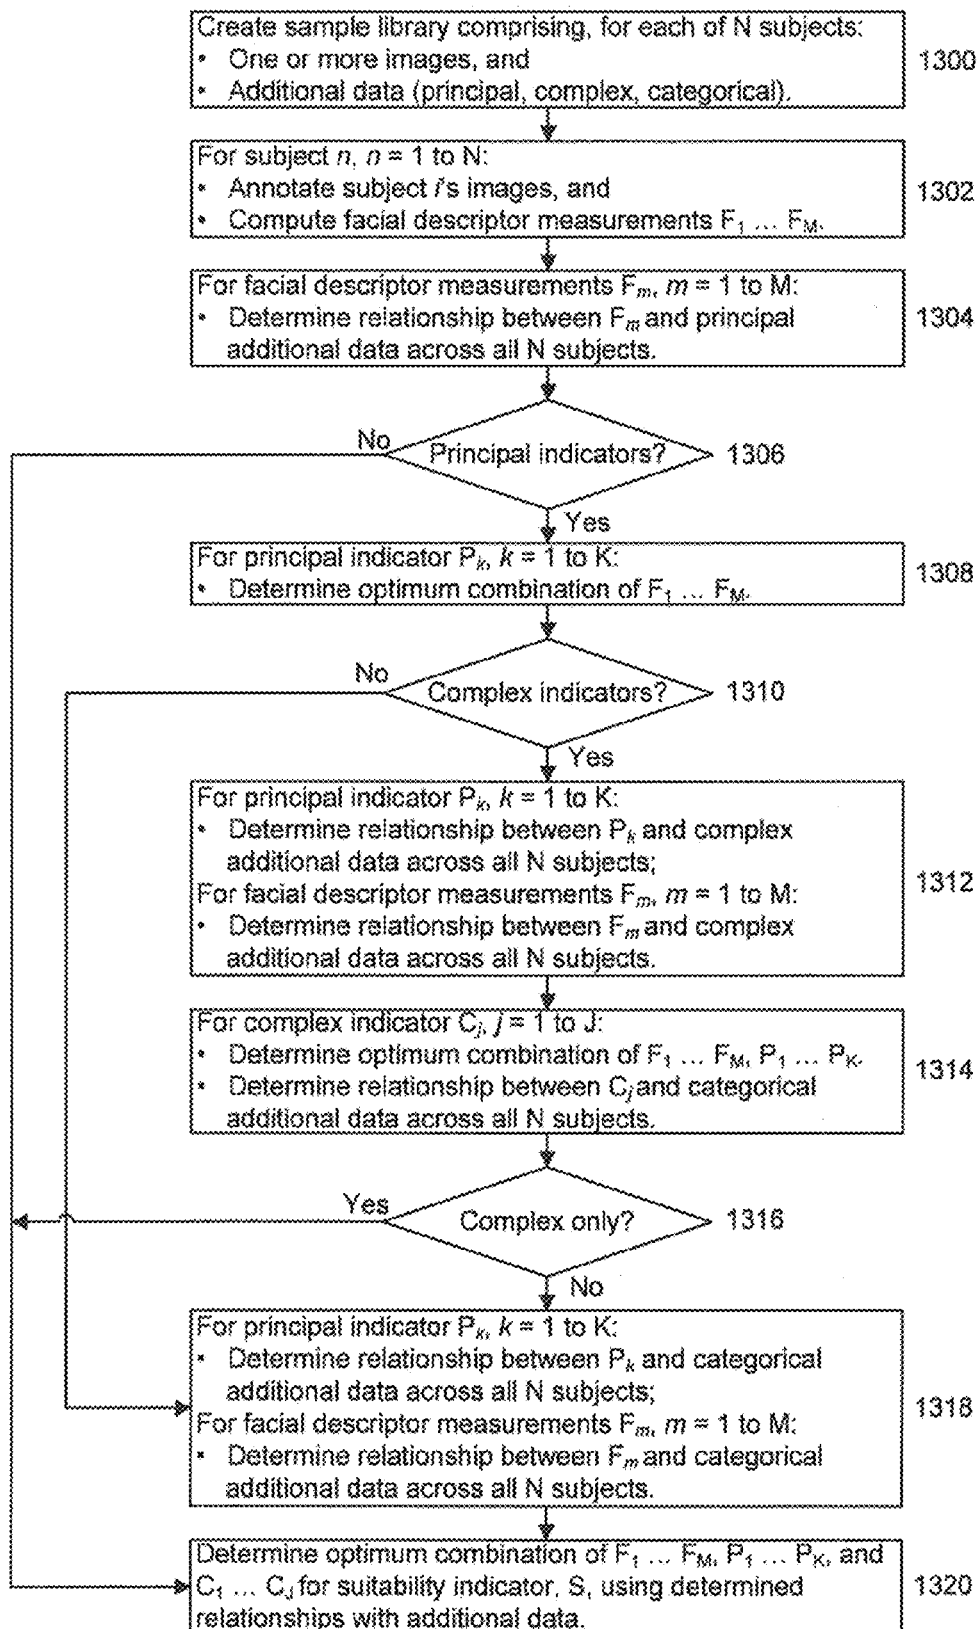 Create sample library comprising, for each of N subjects:
• One or more images, and
• Additional data (principal, complex, categorical).
1300
For subject n, n = 1 to N:
• Annotate subject i's images, and
• Compute facial descriptor measurements F1 ... FM.
1302
For facial descriptor measurements Fm, m = 1 to M:
• Determine relationship between Fm and principal
additional data across all N subjects.
1304
No
Principal indicators?
1306
Yes
For principal indicator Pk, k = 1 to K:
• Determine optimum combination of F1 ... FM.
1308
No
Complex indicators?
1310
Yes
For principal indicator Pk, k = 1 to K:
• Determine relationship between Pk and complex
additional data across all N subjects;
For facial descriptor measurements Fm, m = 1 to M:
• Determine relationship between Fm and complex
additional data across all N subjects.
1312
For complex indicator Cj, j = 1 to J:
• Determine optimum combination of F1 ... FM, P1 ... PK.
• Determine relationship between Cj and categorical
additional data across all N subjects.
1314
Yes
Complex only?
1316
No
For principal indicator Pk, k = 1 to K:
• Determine relationship between Pk and categorical
additional data across all N subjects;
For facial descriptor measurements Fm, m = 1 to M:
• Determine relationship between Fm and categorical
additional data across all N subjects.
1318
Determine optimum combination of F1 ... FM, P1 ... PK, and
C1 ... CJ for suitability indicator, S, using determined
relationships with additional data.
1320